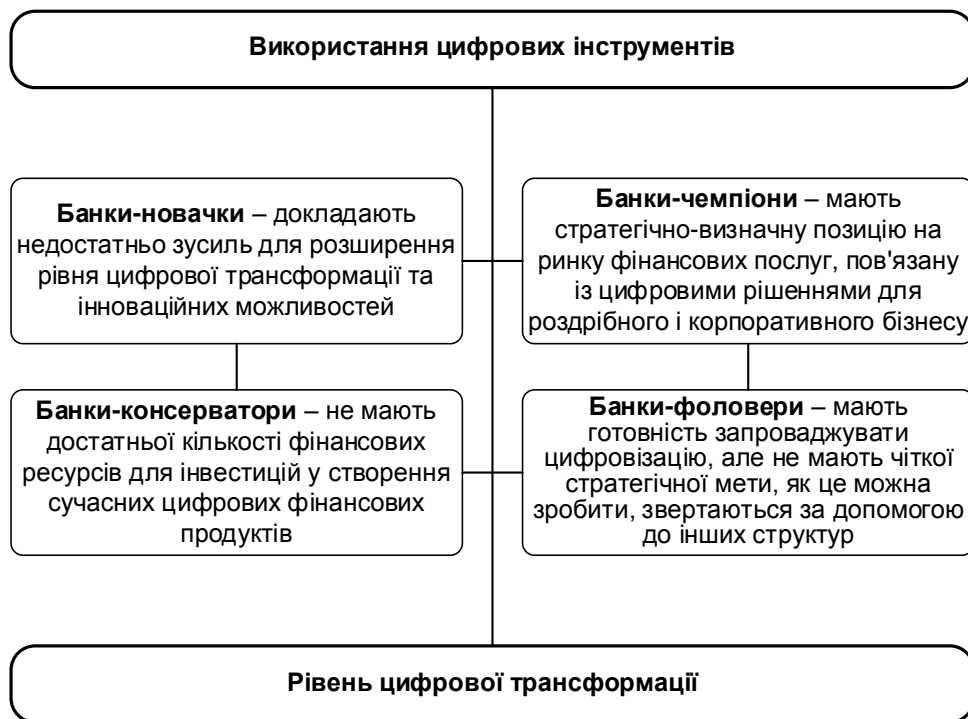 Використання цифрових інструментів
Банки-новачки – докладають
недостатньо зусиль для розширення
рівня цифрової трансформації та
інноваційних можливостей
Банки-чемпіони – мають
стратегічно-визначну позицію на
ринку фінансових послуг, пов'язану
із цифровими рішеннями для
роздрібного і корпоративного бізнесу
Банки-консерватори – не мають
достатньої кількості фінансових
ресурсів для інвестицій у створення
сучасних цифрових фінансових
продуктів
Банки-фоловери – мають
готовність запроваджувати
цифровізацію, але не мають чіткої
стратегічної мети, як це можна
зробити, звертаються за допомогою
до інших структур
Рівень цифрової трансформації